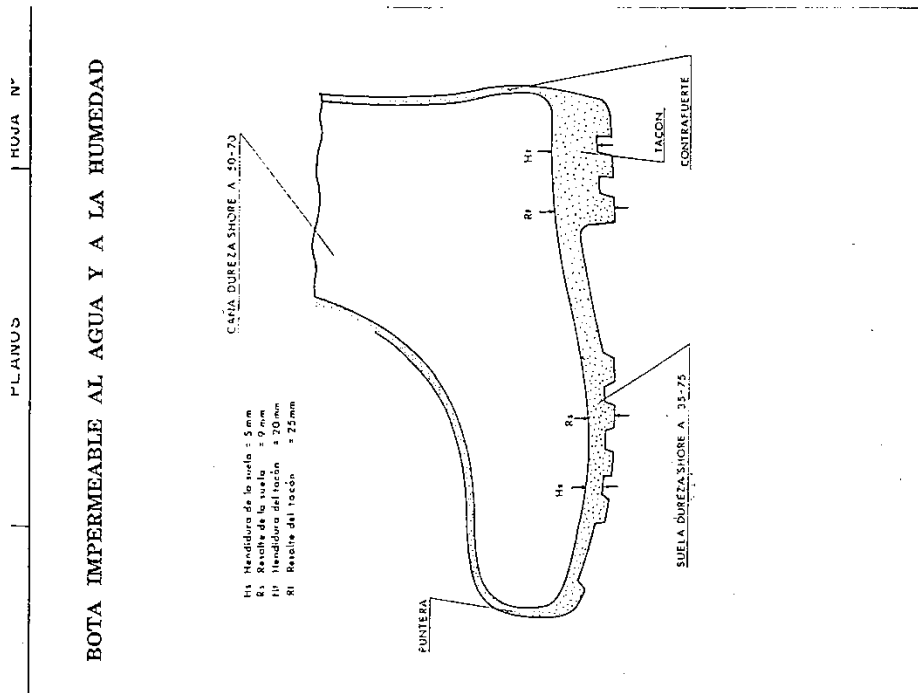 PLANOS
HOJA Nº
BOTA IMPERMEABLE AL AGUA Y A LA HUMEDAD
Hs Hendidura de la suela = 5 mm
Rs Resalte de la suela = 9 mm
Ht Hendidura del tacón = 20 mm
Rt Resalte del tacón = 25 mm
CAÑA DUREZA SHORE A 50-70
PUNTERA
Hs
Rs
Rt
Ht
SUELA DUREZA SHORE A 35-75
TACON
CONTRAFUERTE